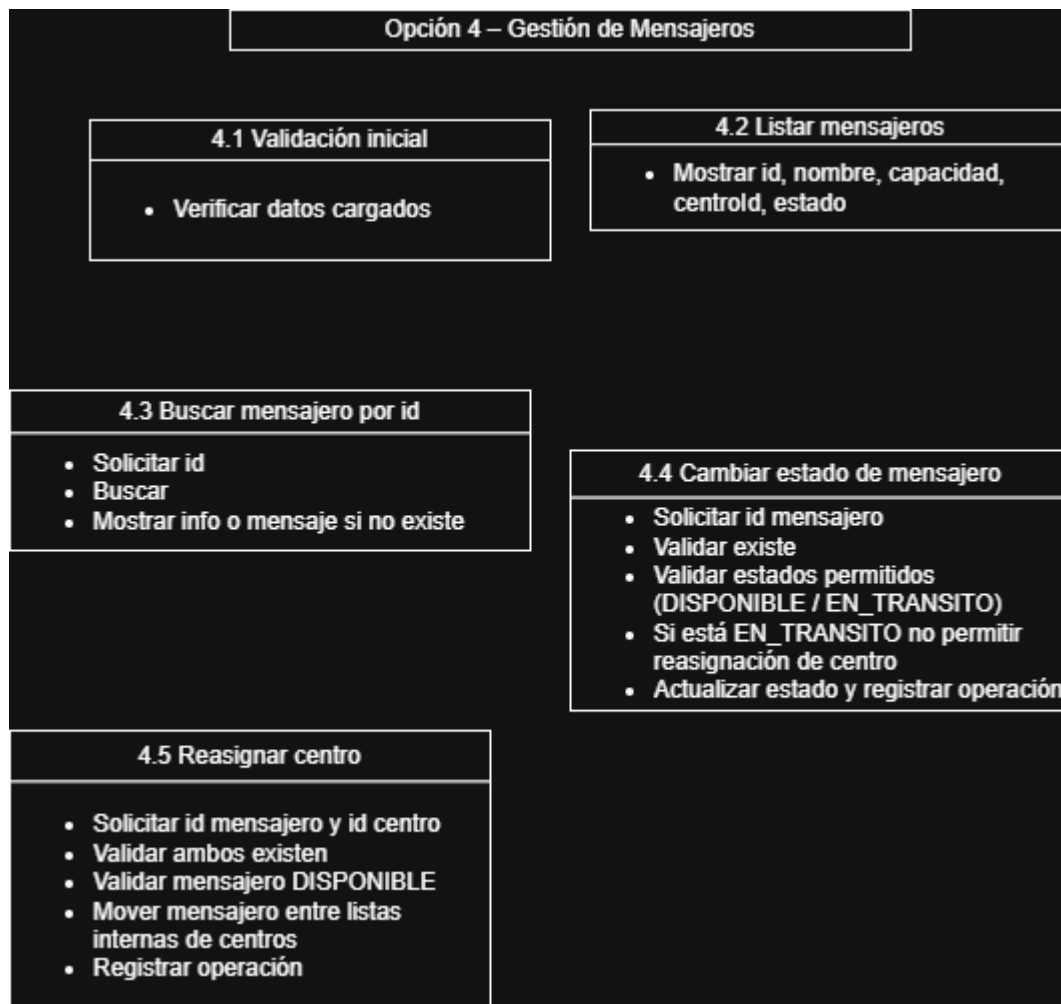 Opción 4 – Gestión de Mensajeros
4.1 Validación inicial
• Verificar datos cargados
4.2 Listar mensajeros
• Mostrar id, nombre, capacidad,
centroId, estado
4.3 Buscar mensajero por id
• Solicitar id
• Buscar
• Mostrar info o mensaje si no existe
4.4 Cambiar estado de mensajero
• Solicitar id mensajero
• Validar existe
• Validar estados permitidos
(DISPONIBLE / EN_TRANSITO)
• Si está EN_TRANSITO no permitir
reasignación de centro
• Actualizar estado y registrar operación
4.5 Reasignar centro
• Solicitar id mensajero y id centro
• Validar ambos existen
• Validar mensajero DISPONIBLE
• Mover mensajero entre listas
internas de centros
• Registrar operación